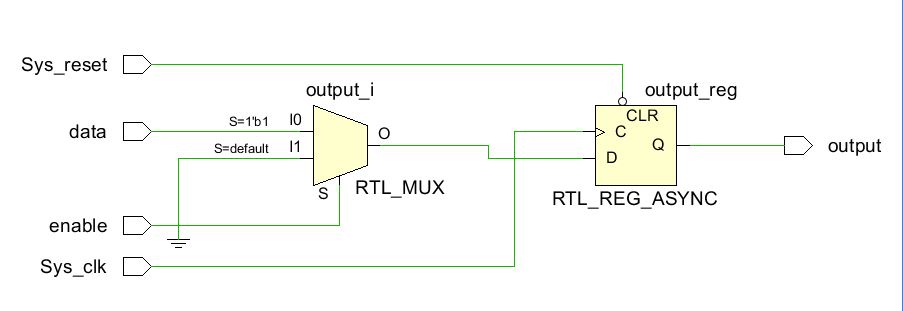 Sys_reset
output_i
output_reg
data
S=1'b1
I0
O
CLR
C
Q
output
S=default
I1
D
S
RTL_MUX
RTL_REG_ASYNC
enable
Sys_clk